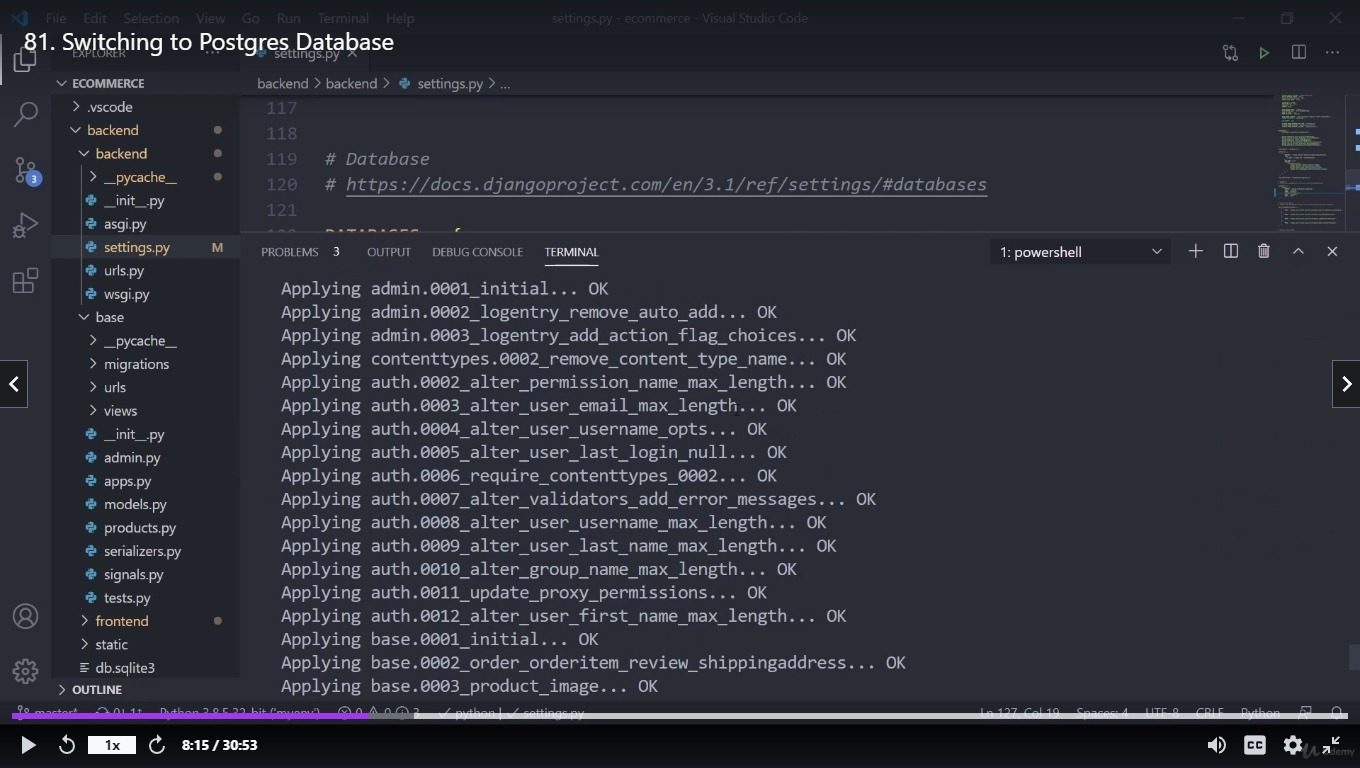 File Edit Selection View Go Run Terminal Help settings.py - ecommerce - Visual Studio Code
81. Switching to Postgres Database
EXPLORER
settings.py
ECOMMERCE
backend > backend > settings.py > ...
.vscode
backend
backend
__pycache__
__init__.py
asgi.py
settings.py M
urls.py
wsgi.py
base
__pycache__
migrations
urls
views
__init__.py
admin.py
apps.py
models.py
products.py
serializers.py
signals.py
tests.py
frontend
static
db.sqlite3
OUTLINE
3
117
118
119 # Database
120 # https://docs.djangoproject.com/en/3.1/ref/settings/#databases
121
PROBLEMS 3 OUTPUT DEBUG CONSOLE TERMINAL 1: powershell
Applying admin.0001_initial... OK
Applying admin.0002_logentry_remove_auto_add... OK
Applying admin.0003_logentry_add_action_flag_choices... OK
Applying contenttypes.0002_remove_content_type_name... OK
Applying auth.0002_alter_permission_name_max_length... OK
Applying auth.0003_alter_user_email_max_length... OK
Applying auth.0004_alter_user_username_opts... OK
Applying auth.0005_alter_user_last_login_null... OK
Applying auth.0006_require_contenttypes_0002... OK
Applying auth.0007_alter_validators_add_error_messages... OK
Applying auth.0008_alter_user_username_max_length... OK
Applying auth.0009_alter_user_last_name_max_length... OK
Applying auth.0010_alter_group_name_max_length... OK
Applying auth.0011_update_proxy_permissions... OK
Applying auth.0012_alter_user_first_name_max_length... OK
Applying base.0001_initial... OK
Applying base.0002_order_orderitem_review_shippingaddress... OK
Applying base.0003_product_image... OK
master* 0↓ 1↑ Python 3.8.5 32-bit ('myenv') 0 0 3 python | settings.py Ln 127, Col 19 Spaces: 4 UTF-8 CRLF Python
1x 8:15 / 30:53 CC
udemy